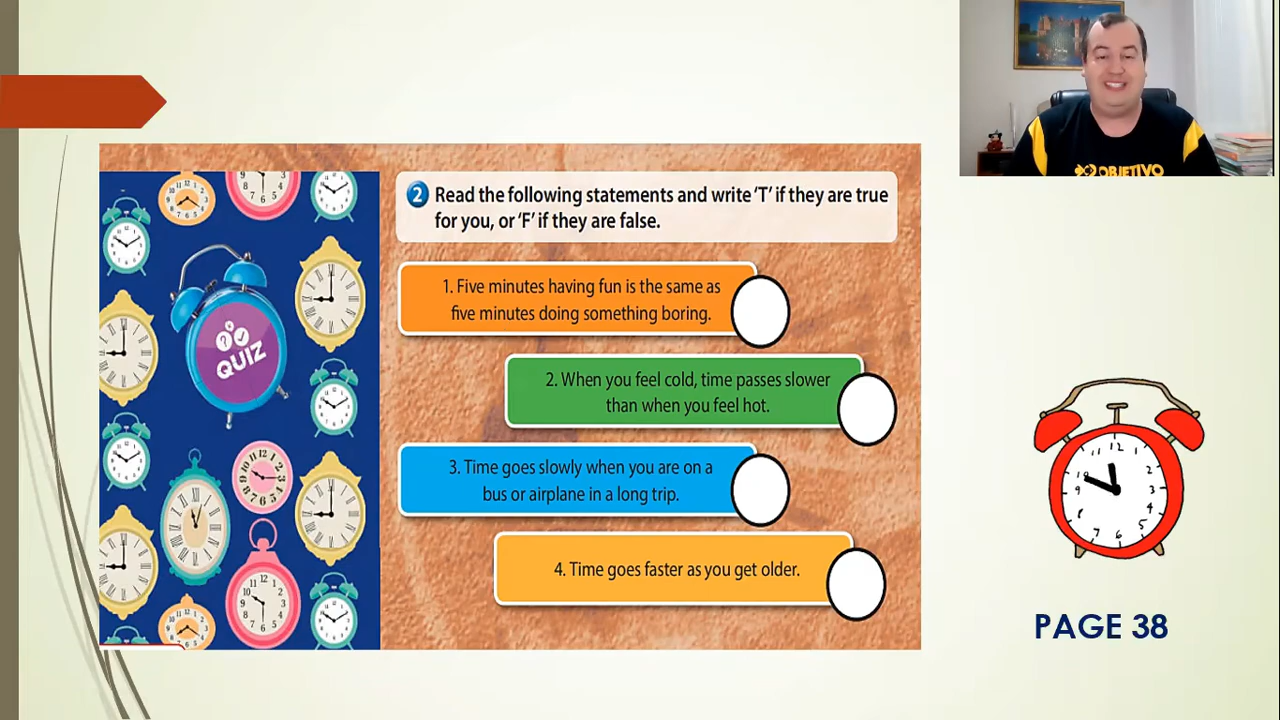 OBJETIVO
2 Read the following statements and write 'T' if they are true
for you, or 'F' if they are false.
QUIZ
1. Five minutes having fun is the same as
five minutes doing something boring.
2. When you feel cold, time passes slower
than when you feel hot.
3. Time goes slowly when you are on a
bus or airplane in a long trip.
4. Time goes faster as you get older.
PAGE 38